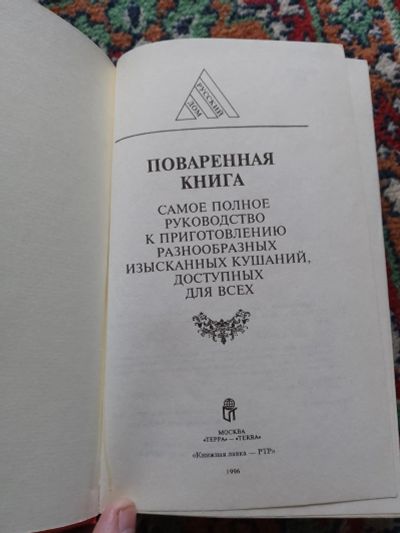 РУССКИЙ
ДОМ
ПОВАРЕННАЯ
КНИГА
САМОЕ ПОЛНОЕ
РУКОВОДСТВО
К ПРИГОТОВЛЕНИЮ
РАЗНООБРАЗНЫХ
ИЗЫСКАННЫХ КУШАНИЙ,
ДОСТУПНЫХ
ДЛЯ ВСЕХ
МОСКВА
«ТЕРРА» — «TERRA»
«Книжная лавка — РТР»
1996